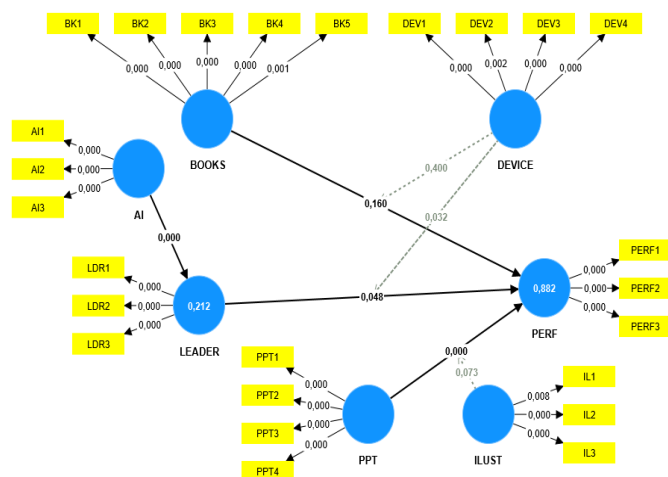 BK1
BK2
BK3
BK4
BK5
0,000
0,000
0,000
0,000
0,001
BOOKS
DEV1
DEV2
DEV3
DEV4
0,000
0,002
0,000
0,000
DEVICE
AI1
AI2
AI3
0,000
0,000
0,000
AI
0,400
0,160
0,032
0,000
LDR1
LDR2
LDR3
0,000
0,000
0,000
0,212
LEADER
0,048
0,882
PERF
0,000
0,000
0,000
PERF1
PERF2
PERF3
PPT1
PPT2
PPT3
PPT4
0,000
0,000
0,000
0,000
PPT
0,000
0,073
ILUST
0,008
0,000
0,000
IL1
IL2
IL3